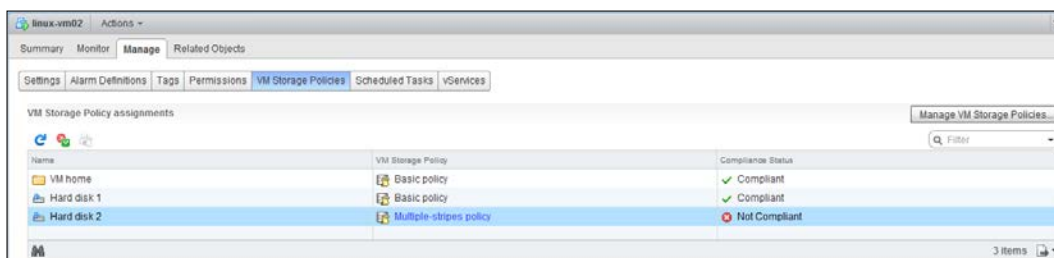 linux-vm02 Actions
Summary Monitor Manage Related Objects
Settings Alarm Definitions Tags Permissions VM Storage Policies Scheduled Tasks vServices
VM Storage Policy assignments Manage VM Storage Policies...
Filter
Name VM Storage Policy Compliance Status
VM home Basic policy Compliant
Hard disk 1 Basic policy Compliant
Hard disk 2 Multiple-stripes policy Not Compliant
3 items